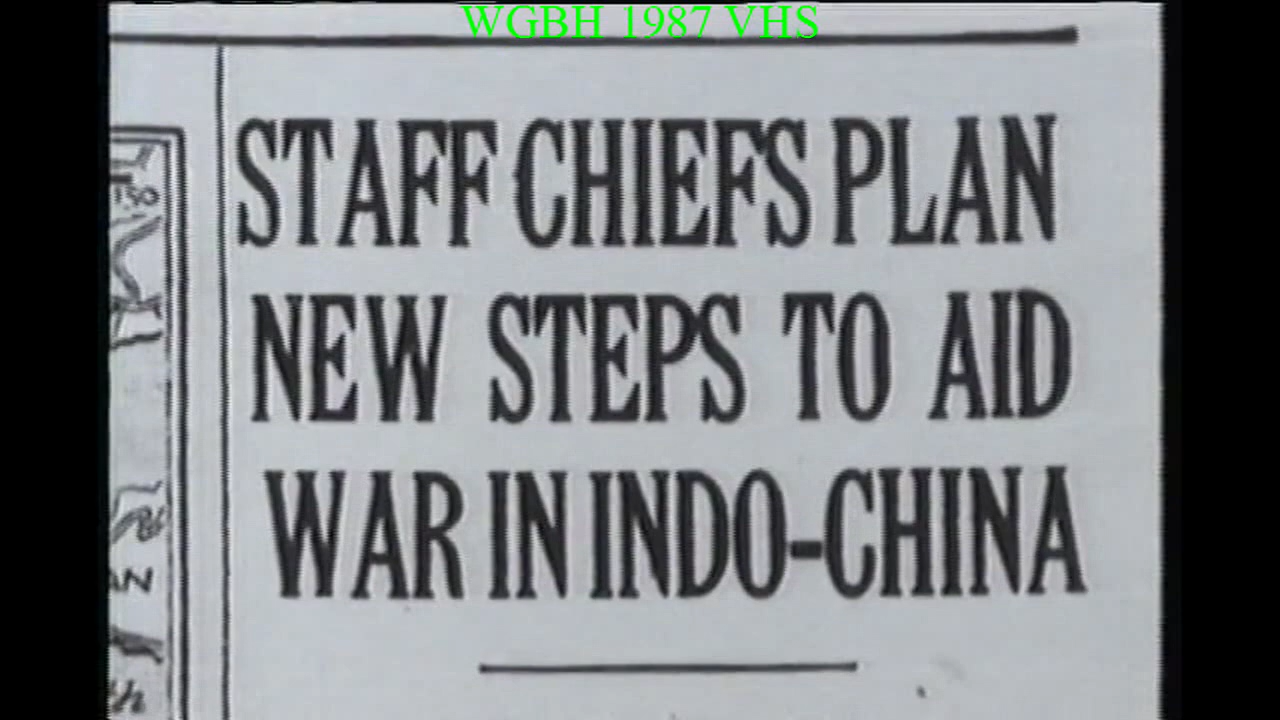 WGBH 1987 VHS
STAFF CHIEFS PLAN
NEW STEPS TO AID
WAR IN INDO-CHINA